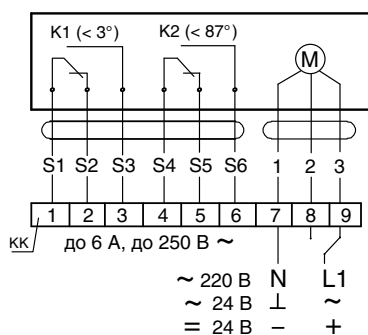 K1 (< 3°) K2 (< 87°)
M
S1 S2 S3 S4 S5 S6 1 2 3
1 2 3 4 5 6 7 8 9
КК до 6 А, до 250 В ~
~ 220 В N L1
~ 24 В ⊥ ~
= 24 В − +